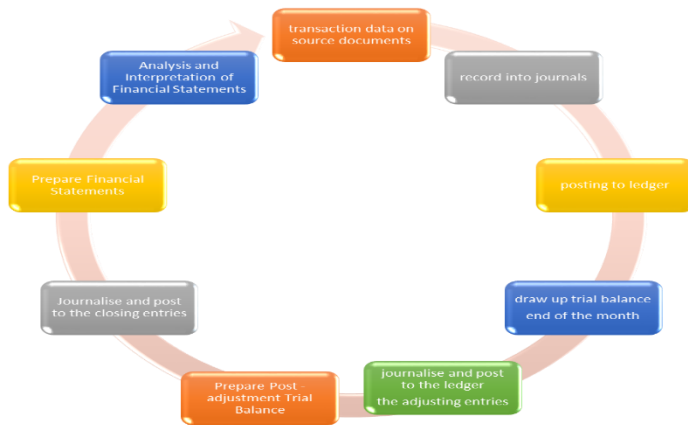 transaction data on
source documents
record into journals
posting to ledger
draw up trial balance
end of the month
journalise and post
to the ledger
the adjusting entries
Prepare Post -
adjustment Trial
Balance
Journalise and post
to the closing entries
Prepare Financial
Statements
Analysis and
Interpretation of
Financial Statements